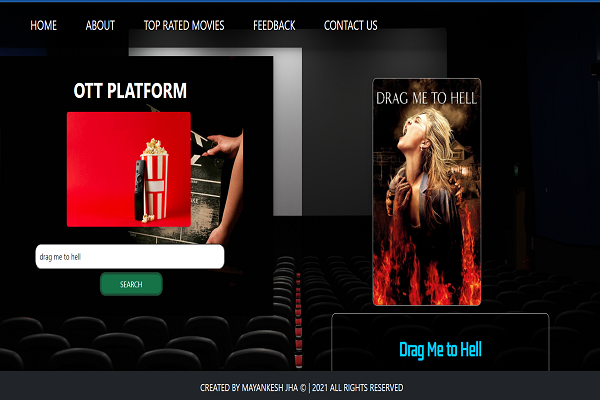 HOME ABOUT TOP RATED MOVIES FEEDBACK CONTACT US
OTT PLATFORM
drag me to hell
SEARCH
DRAG ME TO HELL
Drag Me to Hell
CREATED BY MAYANKESH JHA © | 2021 ALL RIGHTS RESERVED